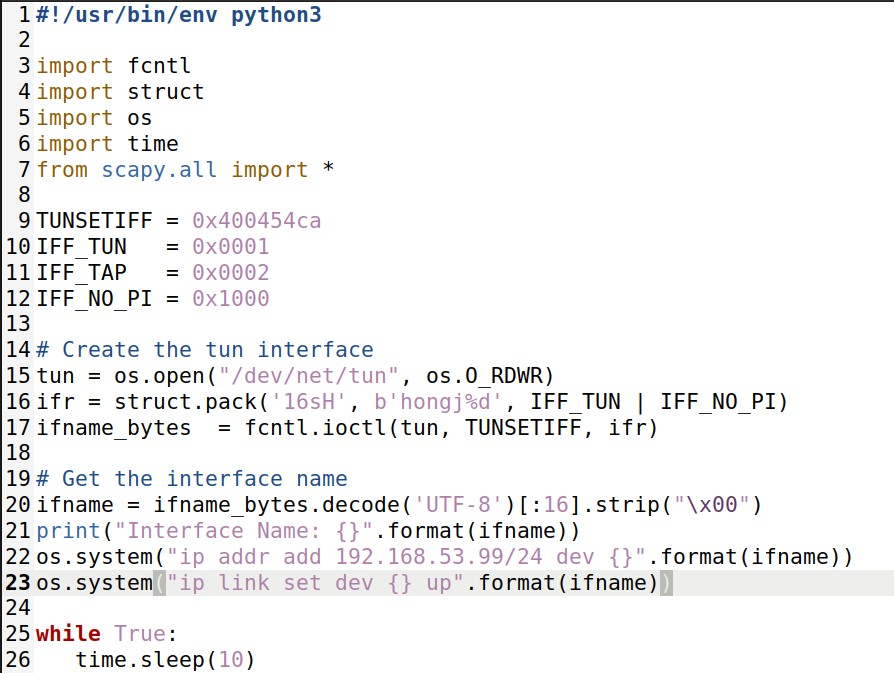 1 #!/usr/bin/env python3
2
3 import fcntl
4 import struct
5 import os
6 import time
7 from scapy.all import *
8
9 TUNSETIFF = 0x400454ca
10 IFF_TUN   = 0x0001
11 IFF_TAP   = 0x0002
12 IFF_NO_PI = 0x1000
13
14 # Create the tun interface
15 tun = os.open("/dev/net/tun", os.O_RDWR)
16 ifr = struct.pack('16sH', b'hongj%d', IFF_TUN | IFF_NO_PI)
17 ifname_bytes  = fcntl.ioctl(tun, TUNSETIFF, ifr)
18
19 # Get the interface name
20 ifname = ifname_bytes.decode('UTF-8')[:16].strip("\x00")
21 print("Interface Name: {}".format(ifname))
22 os.system("ip addr add 192.168.53.99/24 dev {}".format(ifname))
23 os.system("ip link set dev {} up".format(ifname))
24
25 while True:
26    time.sleep(10)